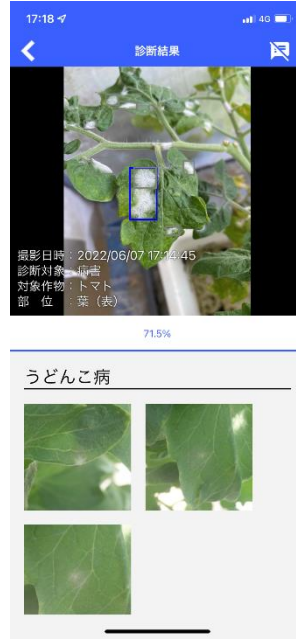 17:18
4G
診断結果
撮影日時：2022/06/07 17:14:45
診断対象：病害
対象作物：トマト
部　位　：葉（表）
71.5%
うどんこ病